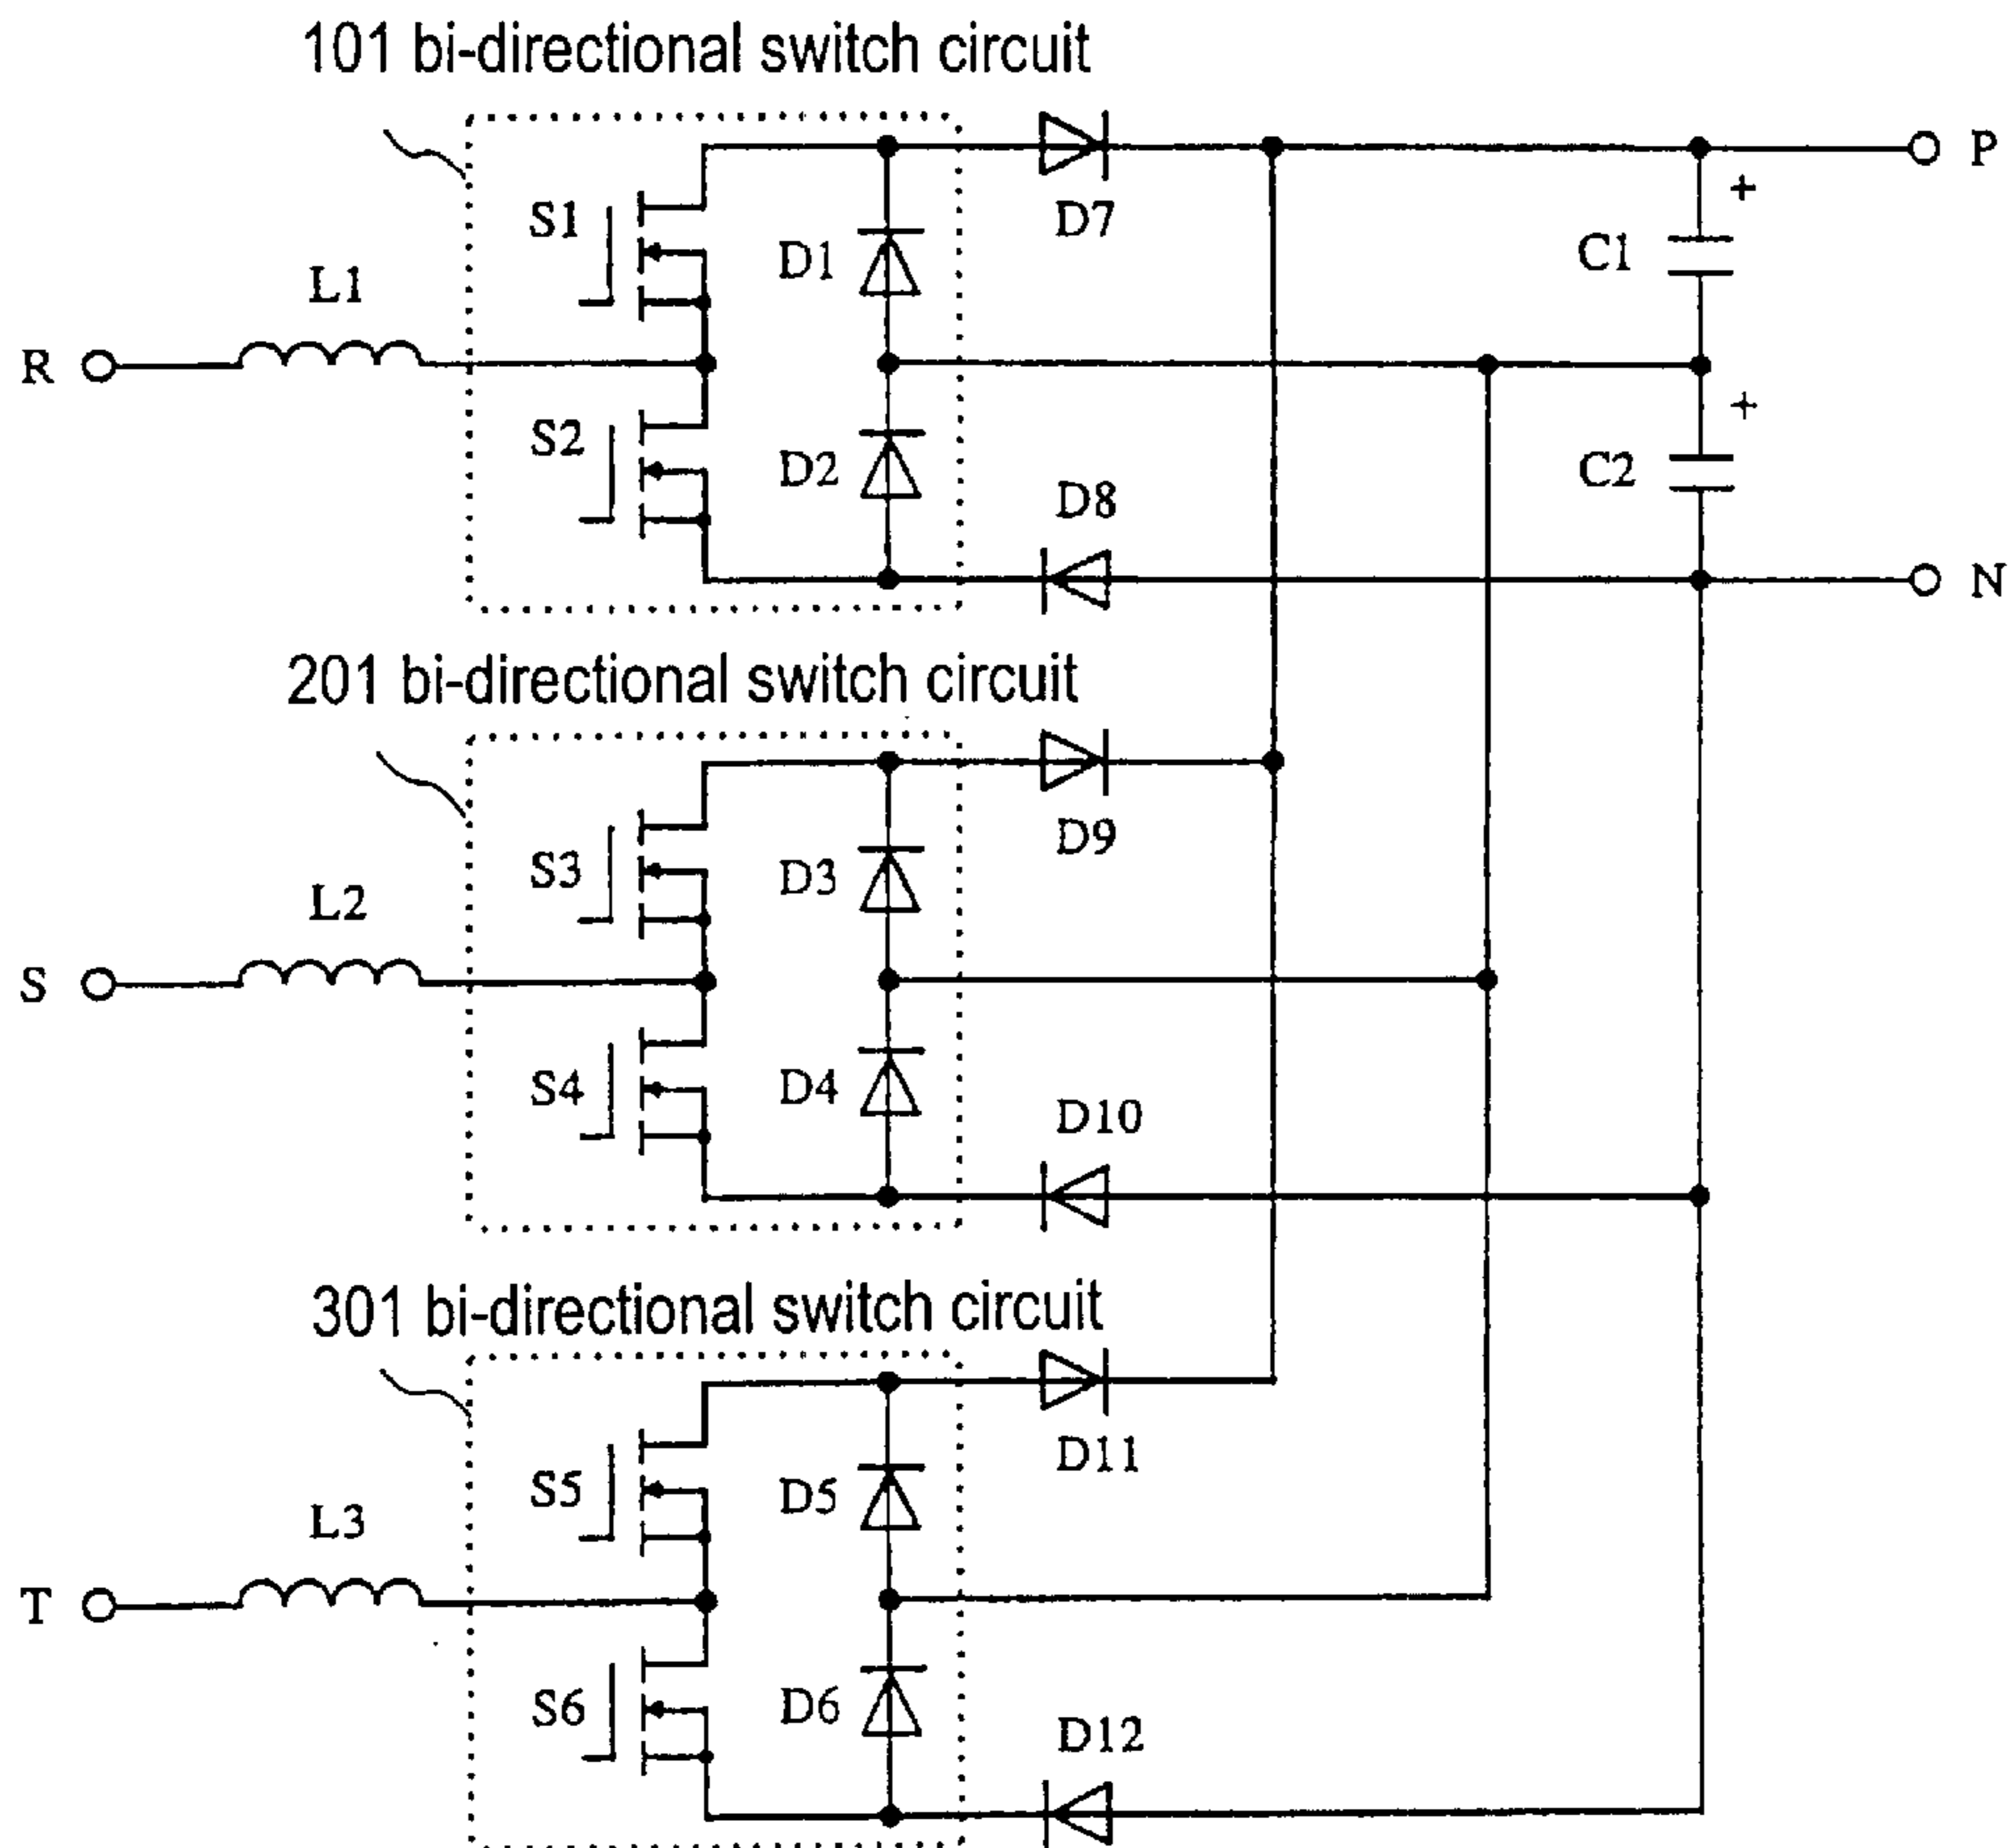 101 bi-directional switch circuit
P
S1
D1
D7
+
C1
L1
R
S2
D2
D8
+
C2
N
201 bi-directional switch circuit
S3
D3
D9
L2
S
S4
D4
D10
301 bi-directional switch circuit
S5
D5
D11
L3
T
S6
D6
D12